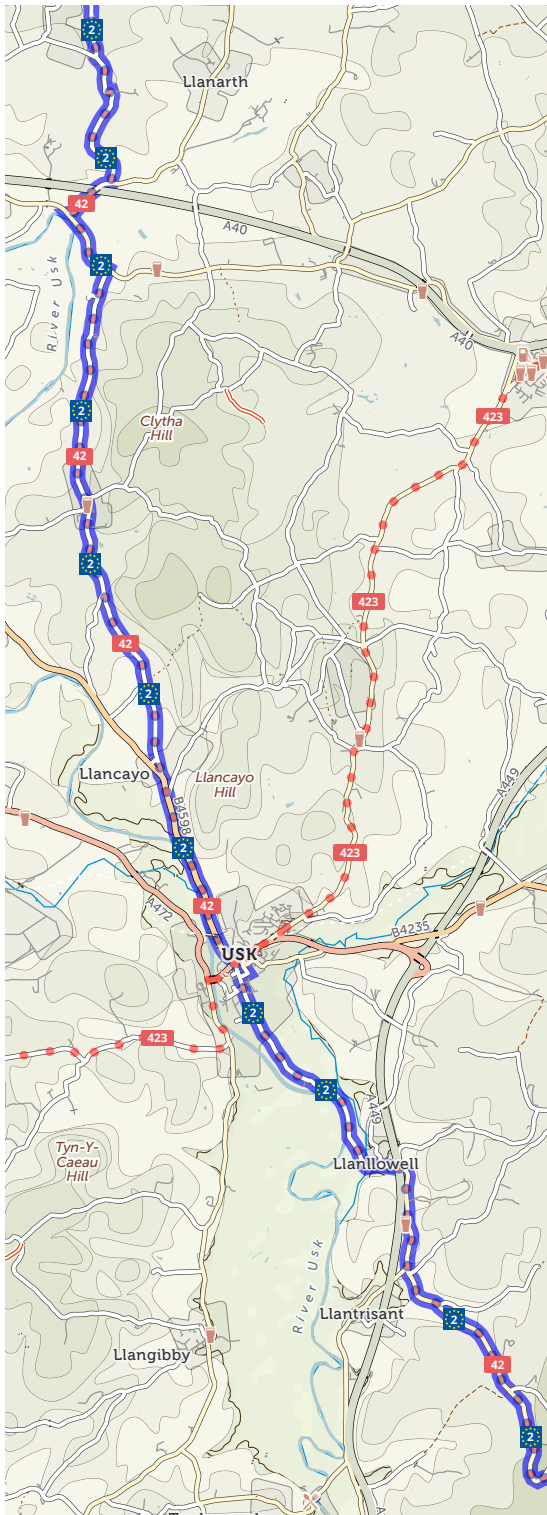 2
Llanarth
2
42
A40
2
River Usk
A40
2
423
Clytha
Hill
42
2
423
42
2
Llancayo
Llancayo
Hill
A449
B4598
2
423
42
A472
B4235
USK
2
423
2
A449
Tyn-Y-
Caeau
Hill
Llanllowell
River Usk
Llantrisant
2
Llangibby
42
2